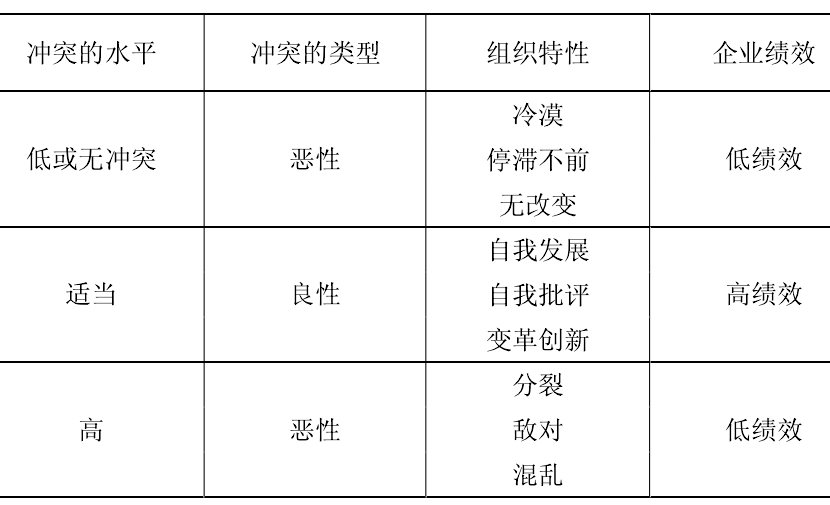 冲突的水平 冲突的类型 组织特性 企业绩效
冷漠
低或无冲突 恶性 停滞不前 低绩效
无改变
自我发展
适当 良性 自我批评 高绩效
变革创新
分裂
高 恶性 敌对 低绩效
混乱